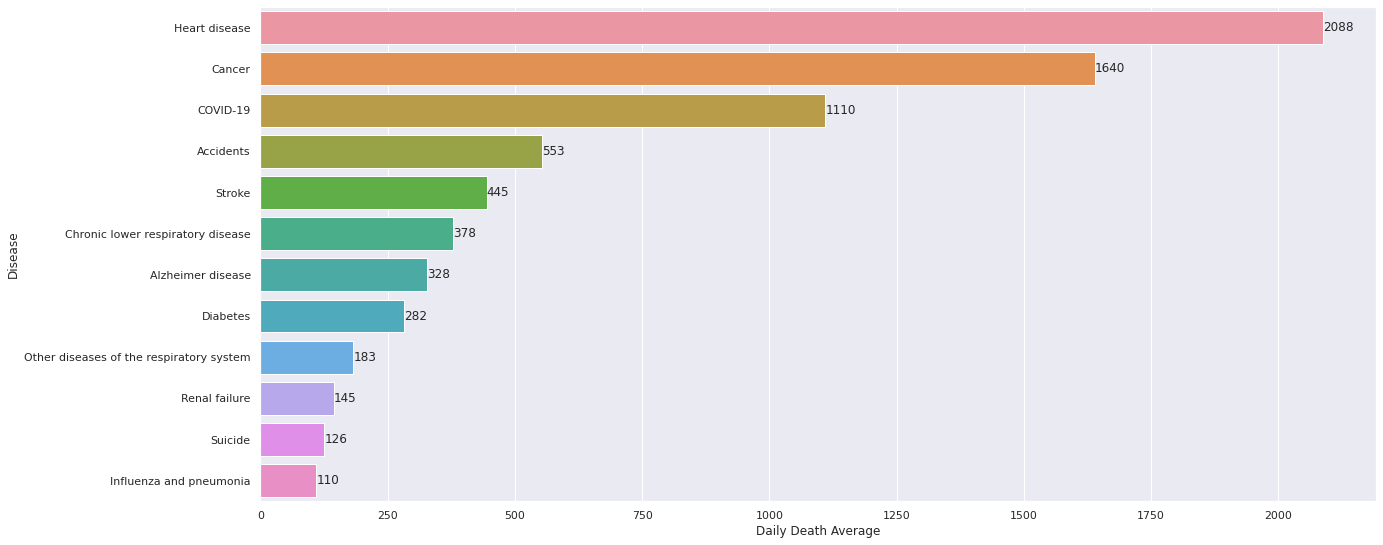 Heart disease 2088
Cancer 1640
COVID-19 1110
Accidents 553
Stroke 445
Chronic lower respiratory disease 378
Alzheimer disease 328
Diabetes 282
Other diseases of the respiratory system 183
Renal failure 145
Suicide 126
Influenza and pneumonia 110
Disease
0 250 500 750 1000 1250 1500 1750 2000
Daily Death Average